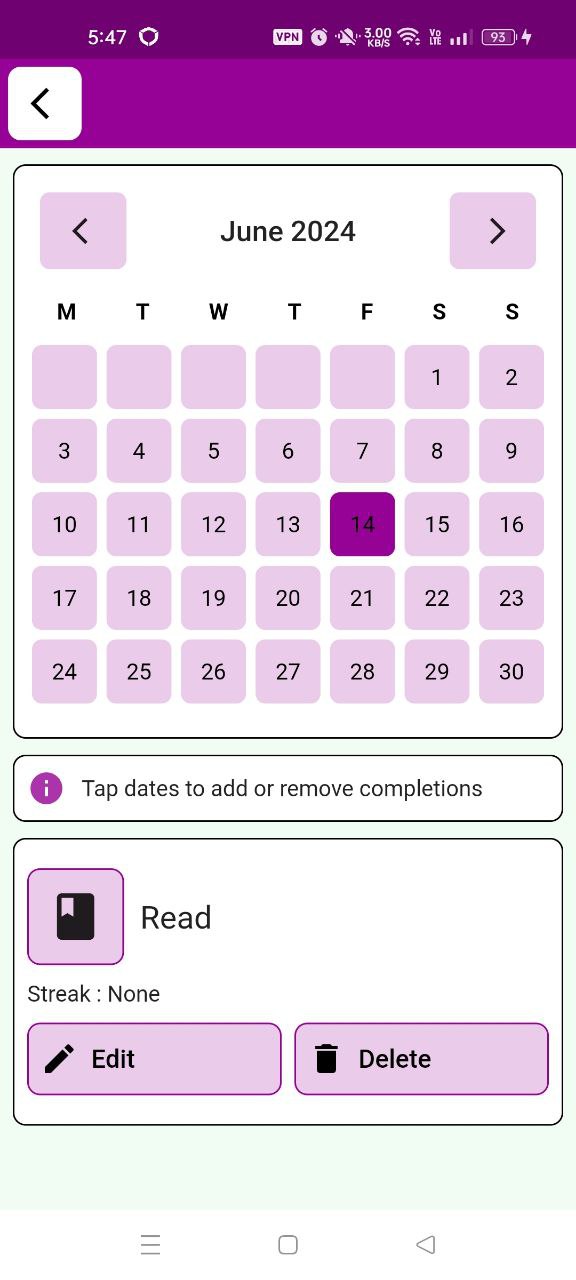 5:47 VPN 3.00 KB/S Vo LTE 93
June 2024
M T W T F S S
1 2
3 4 5 6 7 8 9
10 11 12 13 14 15 16
17 18 19 20 21 22 23
24 25 26 27 28 29 30
Tap dates to add or remove completions
Read
Streak : None
Edit Delete